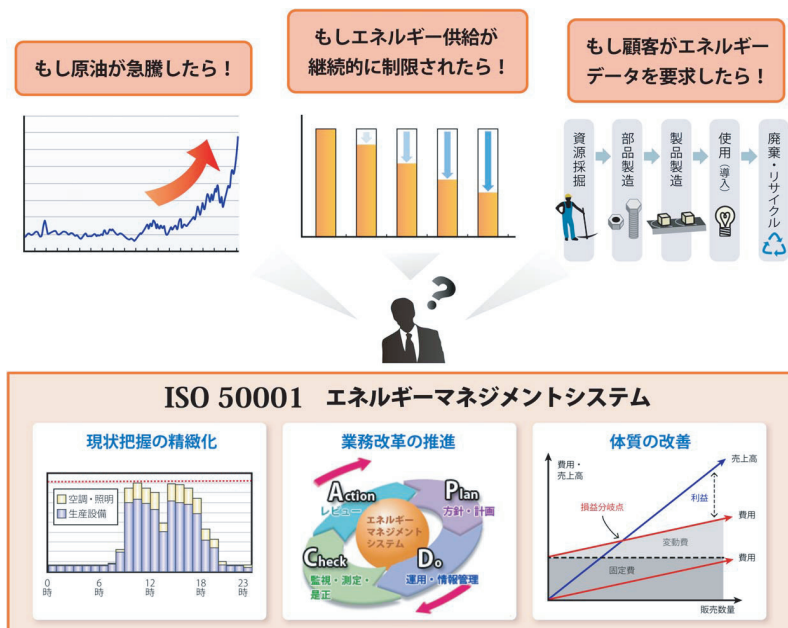 もし原油が急騰したら！
もしエネルギー供給が
継続的に制限されたら！
もし顧客がエネルギー
データを要求したら！
資源採掘
部品製造
製品製造
使用（導入）
廃棄・リサイクル
?
ISO 50001 エネルギーマネジメントシステム
現状把握の精緻化
空調・照明
生産設備
0 6 12 18 23
時 時 時 時 時
業務改革の推進
Action
レビュー
Plan
方針・計画
エネルギー
マネジメント
システム
Check
監視・測定・
是正
Do
運用・情報管理
体質の改善
費用・
売上高
売上高
利益
損益分岐点
費用
変動費
費用
固定費
販売数量